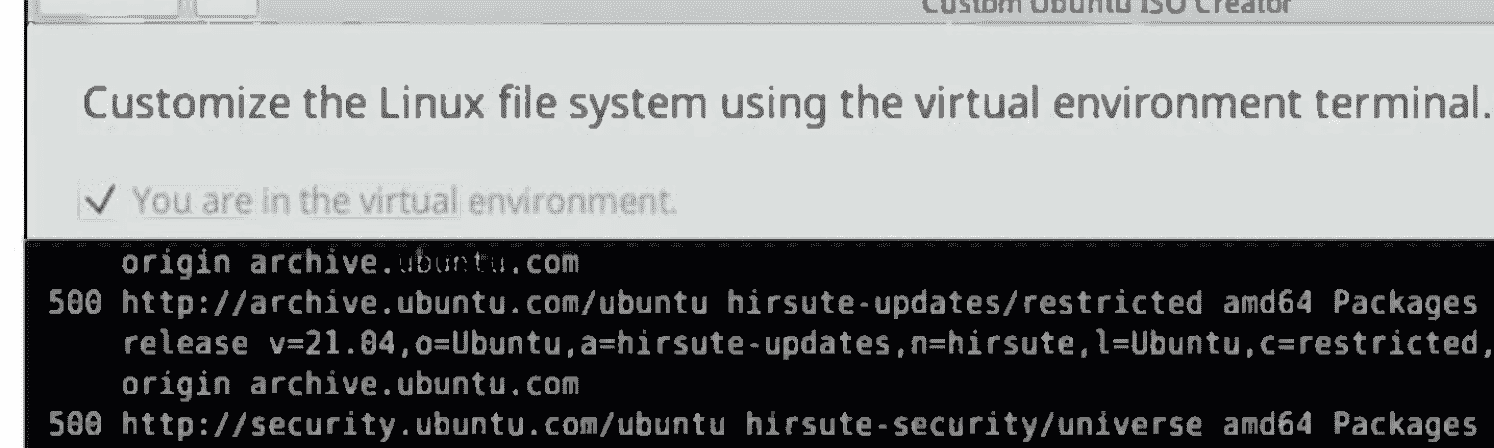 Custom Ubuntu ISO Creator
Customize the Linux file system using the virtual environment terminal.
You are in the virtual environment.
origin archive.ubuntu.com
500 http://archive.ubuntu.com/ubuntu hirsute-updates/restricted amd64 Packages
release v=21.04,o=Ubuntu,a=hirsute-updates,n=hirsute,l=Ubuntu,c=restricted,
origin archive.ubuntu.com
500 http://security.ubuntu.com/ubuntu hirsute-security/universe amd64 Packages